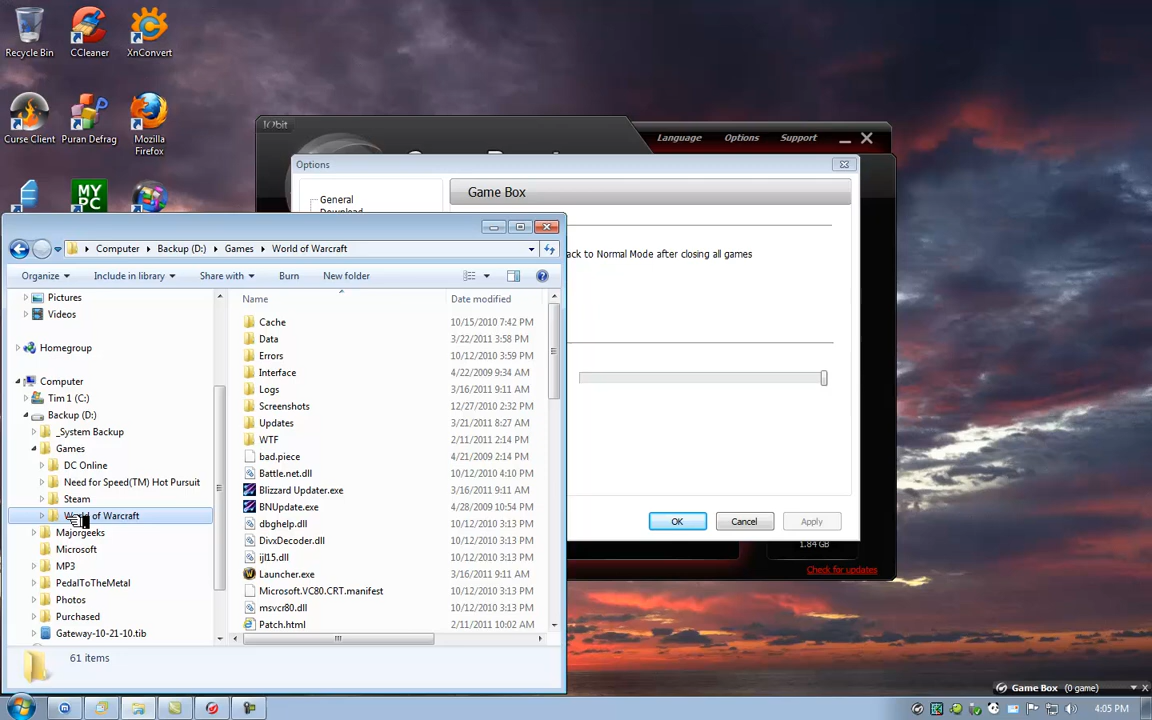 Recycle Bin
CCleaner
XnConvert
Curse Client
Puran Defrag
Mozilla Firefox
MY PC
IObit
Language
Options
Support
Options
General
Download
Game Box
ack to Normal Mode after closing all games
OK
Cancel
Apply
1.84 GB
Check for updates
Computer
Backup (D:)
Games
World of Warcraft
Organize
Include in library
Share with
Burn
New folder
Pictures
Videos
Homegroup
Computer
Tim 1 (C:)
Backup (D:)
_System Backup
Games
DC Online
Need for Speed(TM) Hot Pursuit
Steam
World of Warcraft
Majorgeeks
Microsoft
MP3
PedalToTheMetal
Photos
Purchased
Gateway-10-21-10.tib
Name
Date modified
Cache 10/15/2010 7:42 PM
Data 3/22/2011 3:58 PM
Errors 10/12/2010 3:59 PM
Interface 4/22/2009 9:34 AM
Logs 3/16/2011 9:11 AM
Screenshots 12/27/2010 2:32 PM
Updates 3/21/2011 8:27 AM
WTF 2/11/2011 2:14 PM
bad.piece 4/21/2009 2:14 PM
Battle.net.dll 10/12/2010 4:10 PM
Blizzard Updater.exe 3/16/2011 9:11 AM
BNUpdate.exe 4/28/2009 10:54 PM
dbghelp.dll 10/12/2010 3:13 PM
DivxDecoder.dll 10/12/2010 3:13 PM
ijl15.dll 10/12/2010 3:13 PM
Launcher.exe 3/16/2011 9:11 AM
Microsoft.VC80.CRT.manifest 10/12/2010 3:13 PM
msvcr80.dll 10/12/2010 3:13 PM
Patch.html 2/11/2011 10:02 AM
61 items
Game Box (0 game)
4:05 PM